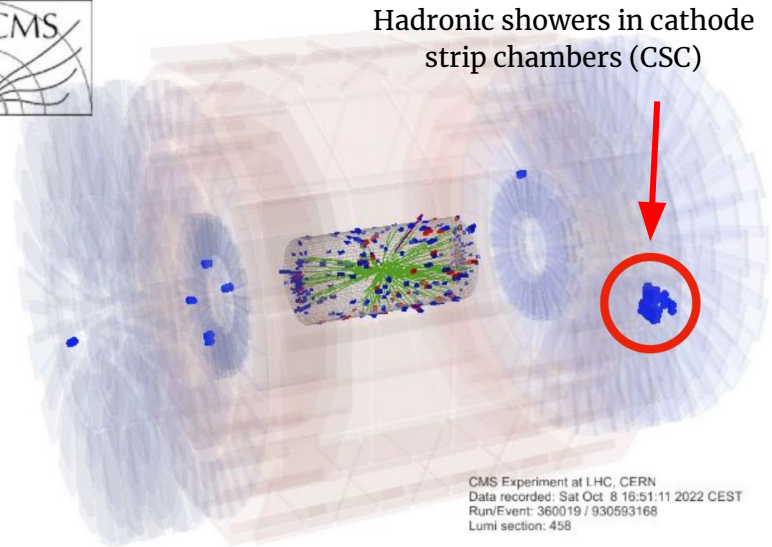 CMS
Hadronic showers in cathode
strip chambers (CSC)
CMS Experiment at LHC, CERN
Data recorded: Sat Oct 8 16:51:11 2022 CEST
Run/Event: 360019 / 930593168
Lumi section: 458